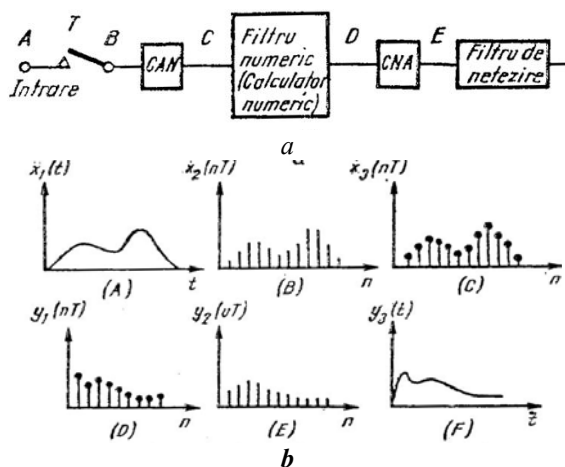 A T B C D E
Intrare
CAN
Filtru
numeric
(Calculator
numeric)
CNA
Filtru de
netezire
a
x₁(t) x₂(nT) x₃(nT)
t n n
(A) (B) (C)
y₁(nT) y₂(υT) y₃(t)
n n t
(D) (E) (F)
b